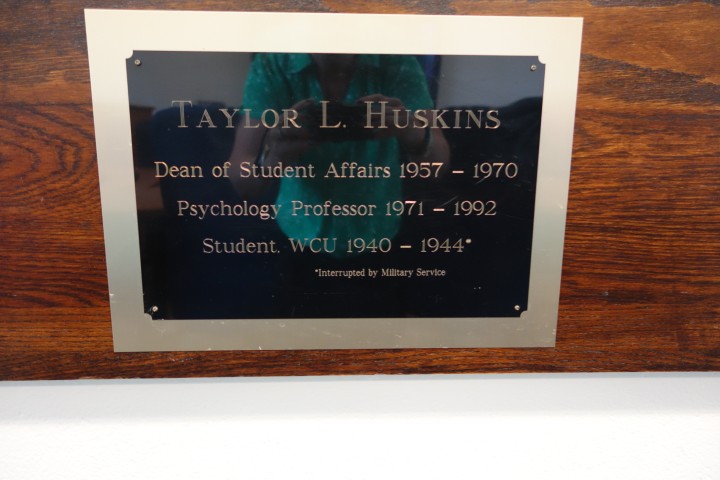 TAYLOR L. HUSKINS
Dean of Student Affairs 1957 – 1970
Psychology Professor 1971 – 1992
Student, WCU 1940 – 1944*
*Interrupted by Military Service